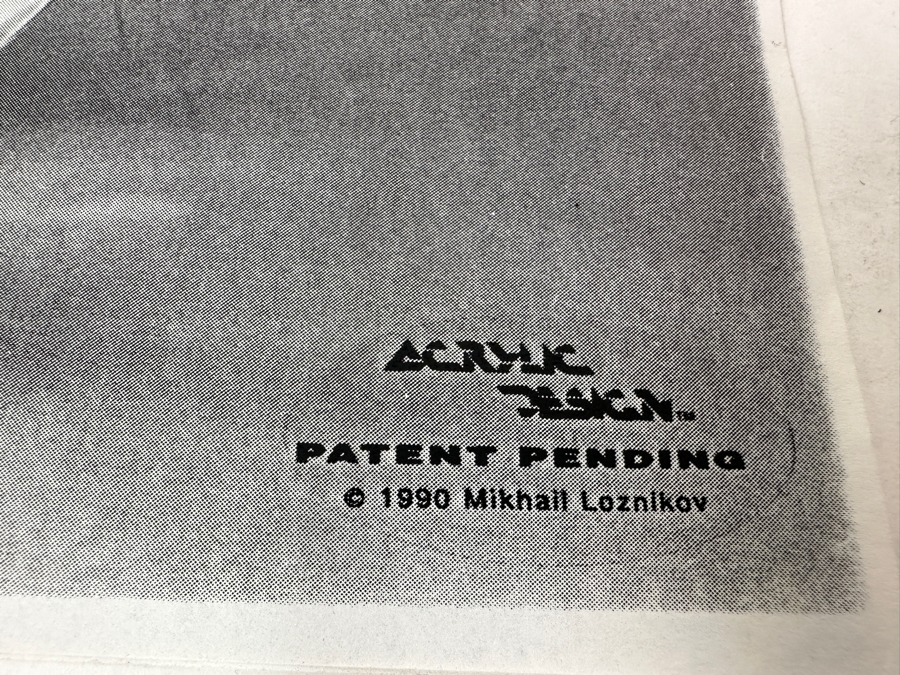 ACRYLIC
DESIGN™
PATENT PENDING
© 1990 Mikhail Loznikov